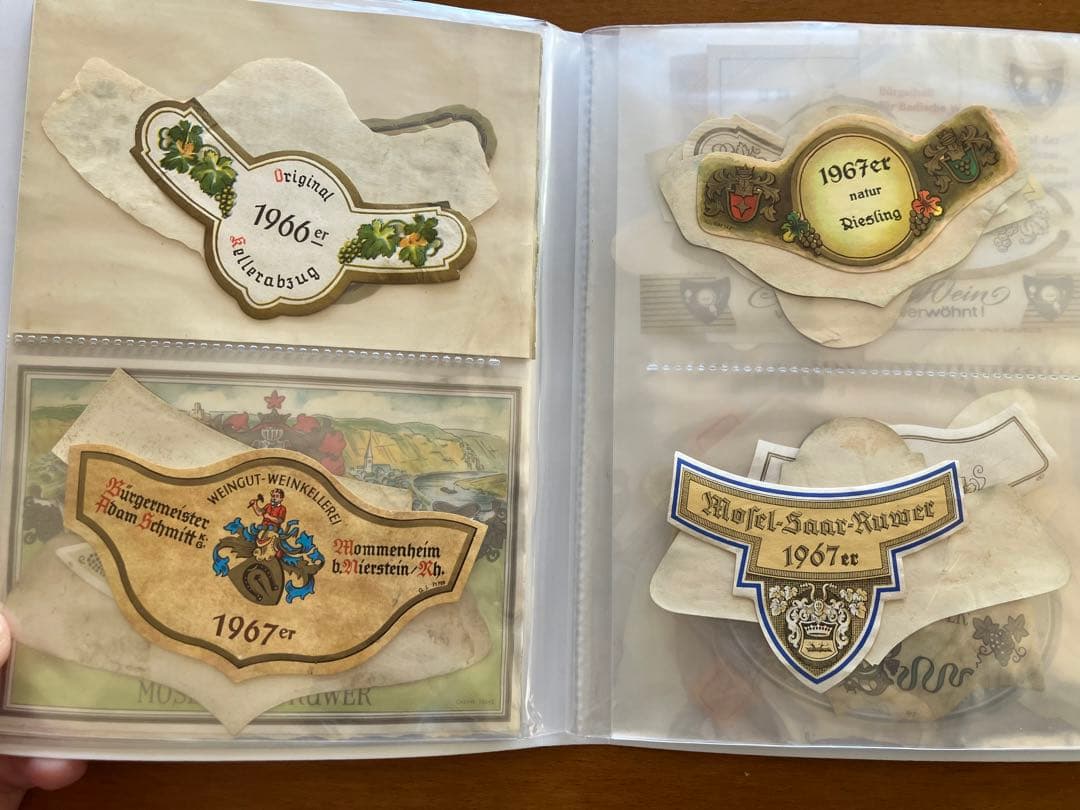 Original
1966er
Kellerabzug
WEINGUT-WEINKELLEREI
Bürgermeister
Adam Schmitt K.G.
Mommenheim
b. Nierstein/Rh.
1967er
MOS
RUWER
1967er
natur
Riesling
Wein
verwöhnt!
Mosel-Saar-Ruwer
1967er